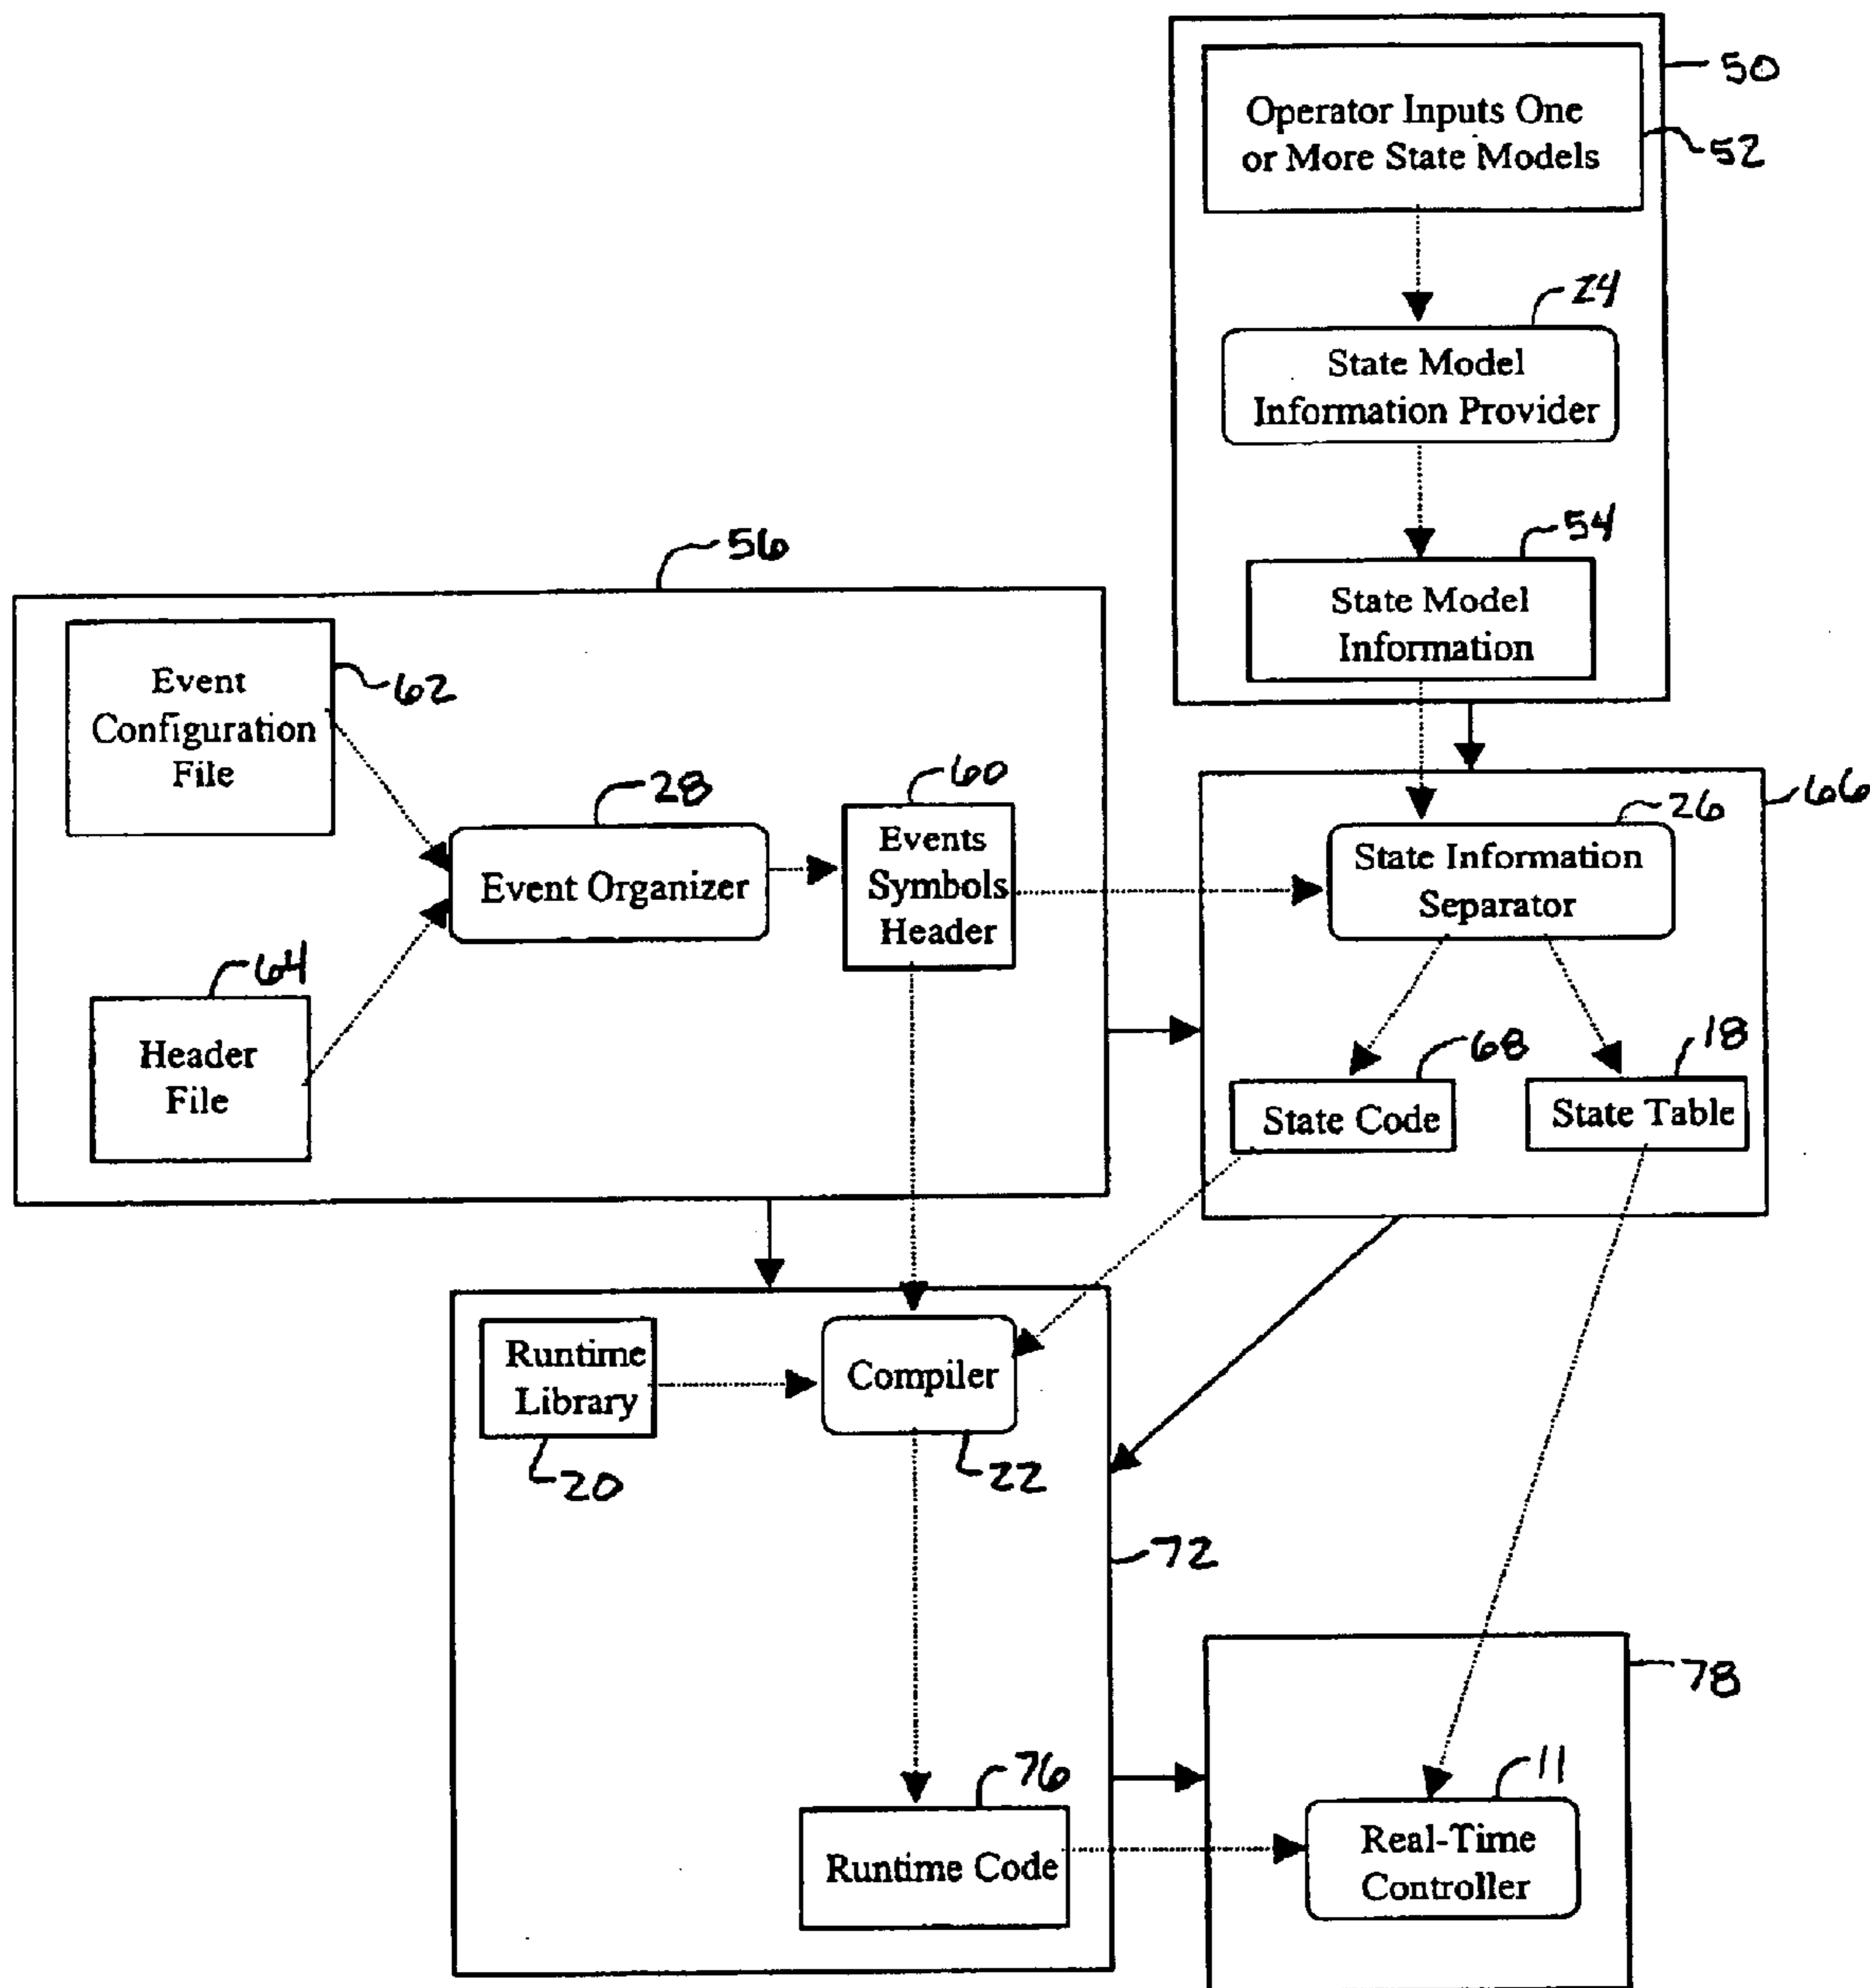 50
Operator Inputs One
or More State Models
52
24
State Model
Information Provider
54
State Model
Information
56
Event
Configuration
File
62
28
Event Organizer
60
Events
Symbols
Header
64
Header
File
66
26
State Information
Separator
68
State Code
18
State Table
Runtime
Library
20
Compiler
22
72
76
Runtime Code
78
11
Real-Time
Controller